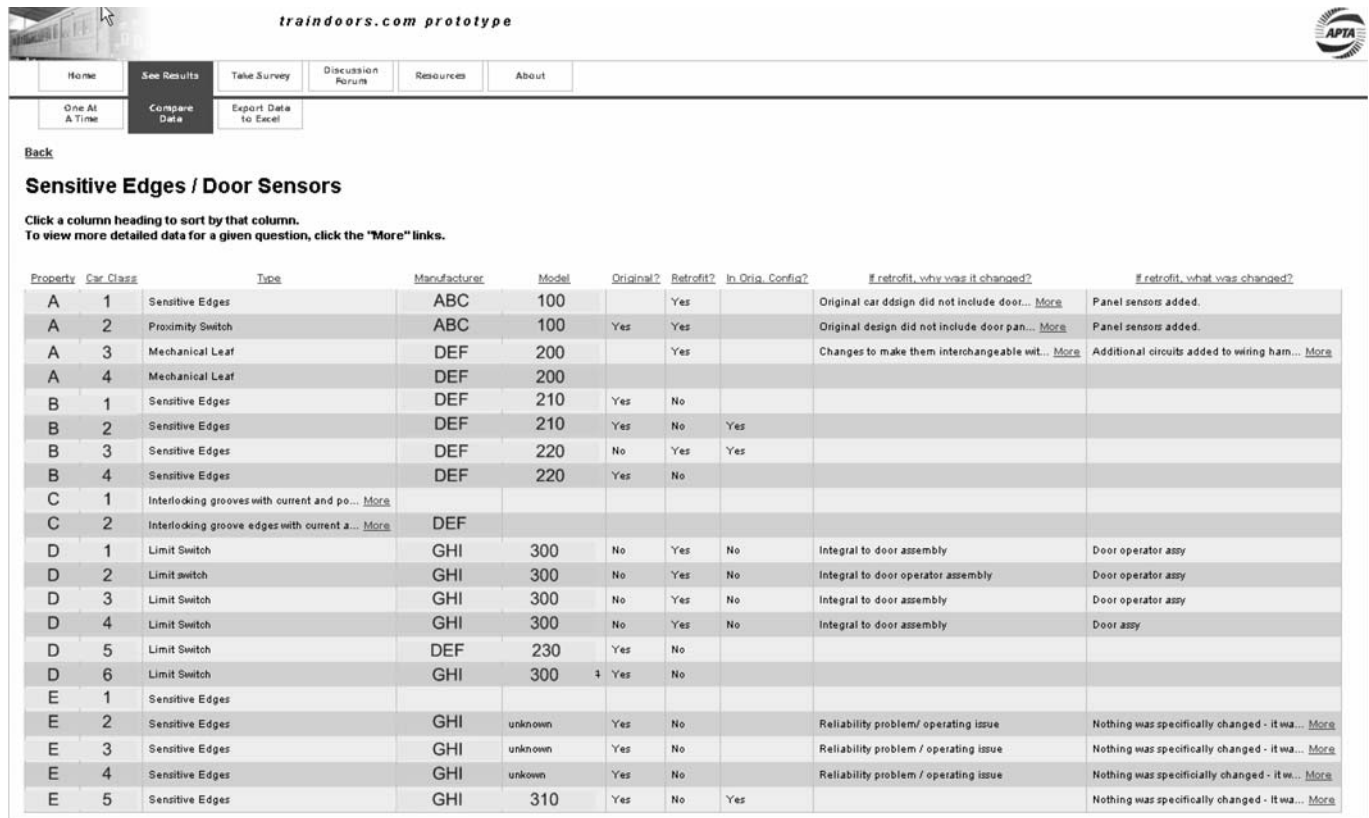 traindoors.com prototype
APTA
Home See Results Take Survey Discussion Forum Resources About
One At A Time Compare Data Export Data to Excel
Back
Sensitive Edges / Door Sensors
Click a column heading to sort by that column.
To view more detailed data for a given question, click the "More" links.
Property Car Class Type Manufacturer Model Original? Retrofit? In Orig. Config? If retrofit, why was it changed? If retrofit, what was changed?
A 1 Sensitive Edges ABC 100 Yes Original car ddsign did not include door... More Panel sensors added.
A 2 Proximity Switch ABC 100 Yes Yes Original design did not include door pan... More Panel sensors added.
A 3 Mechanical Leaf DEF 200 Yes Changes to make them interchangeable wit... More Additional circuits added to wiring harn... More
A 4 Mechanical Leaf DEF 200
B 1 Sensitive Edges DEF 210 Yes No
B 2 Sensitive Edges DEF 210 Yes No Yes
B 3 Sensitive Edges DEF 220 No Yes Yes
B 4 Sensitive Edges DEF 220 Yes No
C 1 Interlocking grooves with current and po... More
C 2 Interlocking groove edges with current a... More DEF
D 1 Limit Switch GHI 300 No Yes No Integral to door assembly Door operator assy
D 2 Limit switch GHI 300 No Yes No Integral to door operator assembly Door operator assy
D 3 Limit Switch GHI 300 No Yes No Integral to door assembly Door operator assy
D 4 Limit Switch GHI 300 No Yes No Integral to door assembly Door assy
D 5 Limit Switch DEF 230 Yes No
D 6 Limit Switch GHI 300 Yes No
E 1 Sensitive Edges
E 2 Sensitive Edges GHI unknown Yes No Reliability problem/ operating issue Nothing was specifically changed - it wa... More
E 3 Sensitive Edges GHI unknown Yes No Reliability problem / operating issue Nothing was specifically changed - it wa... More
E 4 Sensitive Edges GHI unkown Yes No Reliability problem / operating issue Nothing was specificially changed - it w... More
E 5 Sensitive Edges GHI 310 Yes No Yes Nothing was specifically changed - It wa... More